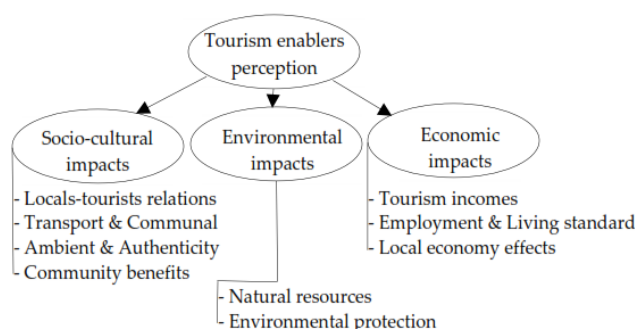 Tourism enablers
perception
Socio-cultural
impacts
Environmental
impacts
Economic
impacts
- Locals-tourists relations
- Transport & Communal
- Ambient & Authenticity
- Community benefits
- Tourism incomes
- Employment & Living standard
- Local economy effects
- Natural resources
- Environmental protection